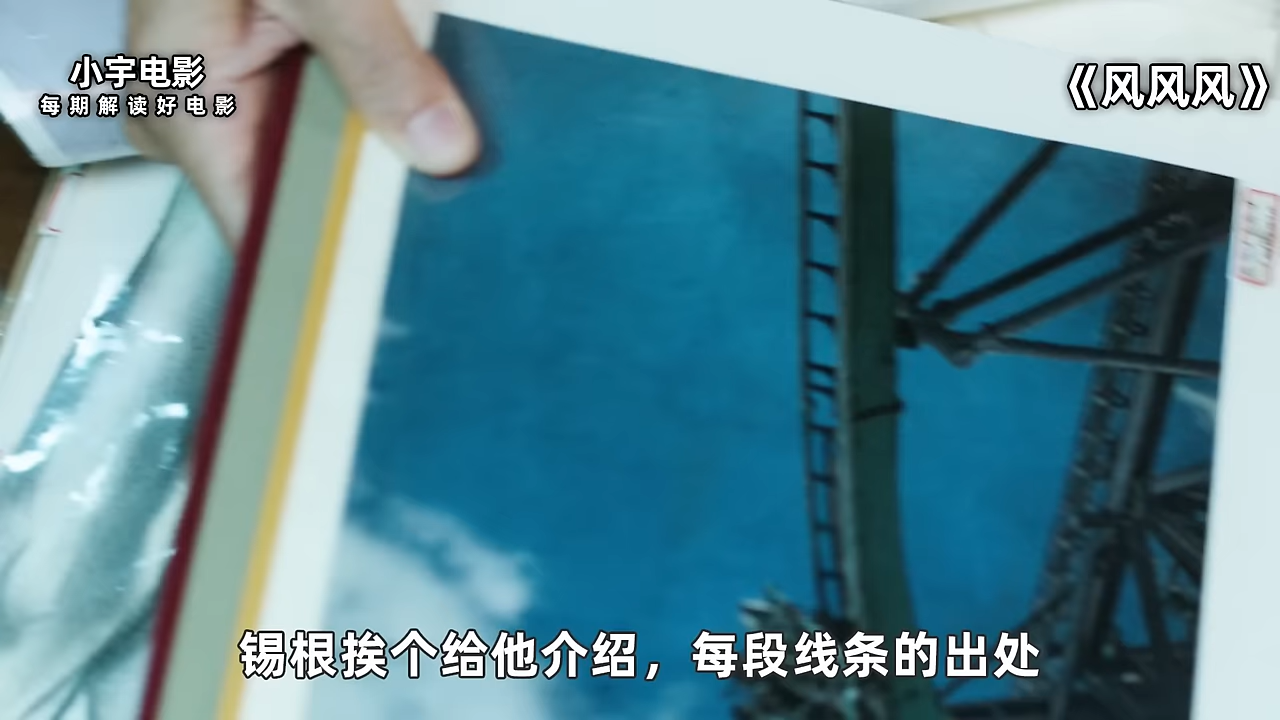 小宇电影
每期解读好电影
《风风风》
锡根挨个给他介绍，每段线条的出处